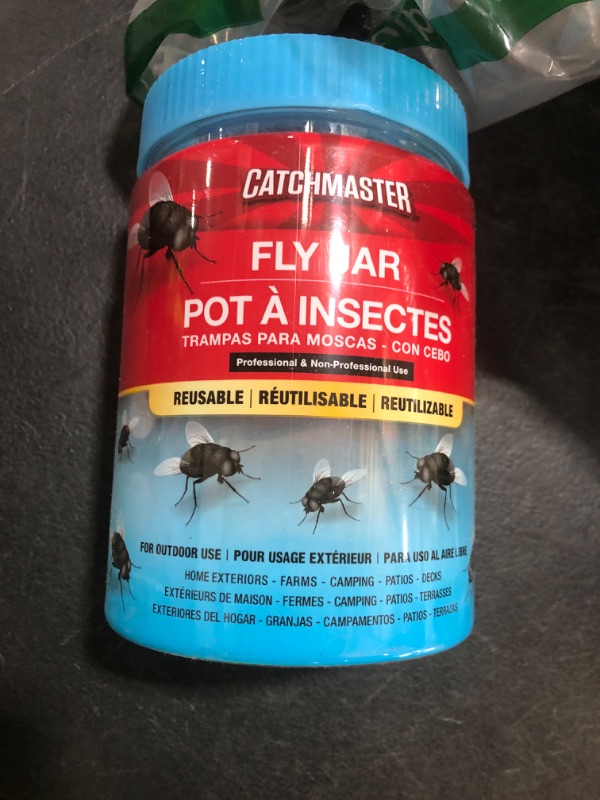 CATCHMASTER
FLY JAR
POT À INSECTES
TRAMPAS PARA MOSCAS - CON CEBO
Professional & Non-Professional Use
REUSABLE | RÉUTILISABLE | REUTILIZABLE
FOR OUTDOOR USE | POUR USAGE EXTÉRIEUR | PARA USO AL AIRE LIBRE
HOME EXTERIORS - FARMS - CAMPING - PATIOS - DECKS
EXTÉRIEURS DE MAISON - FERMES - CAMPING - PATIOS - TERRASSES
EXTERIORES DEL HOGAR - GRANJAS - CAMPAMENTOS - PATIOS - TERRAZAS